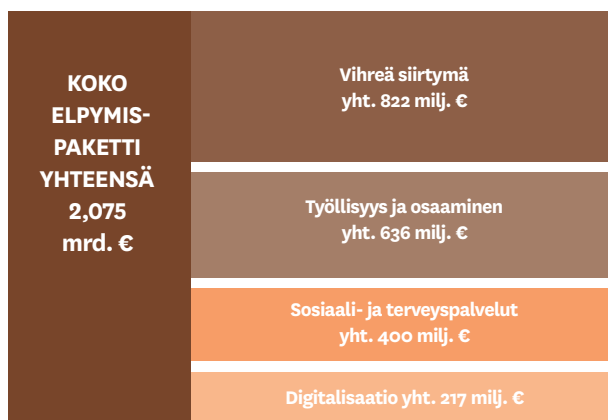 KOKO
ELPYMIS-
PAKETTI
YHTEENSÄ
2,075
mrd. €
Vihreä siirtymä
yht. 822 milj. €
Työllisyys ja osaaminen
yht. 636 milj. €
Sosiaali- ja terveyspalvelut
yht. 400 milj. €
Digitalisaatio yht. 217 milj. €